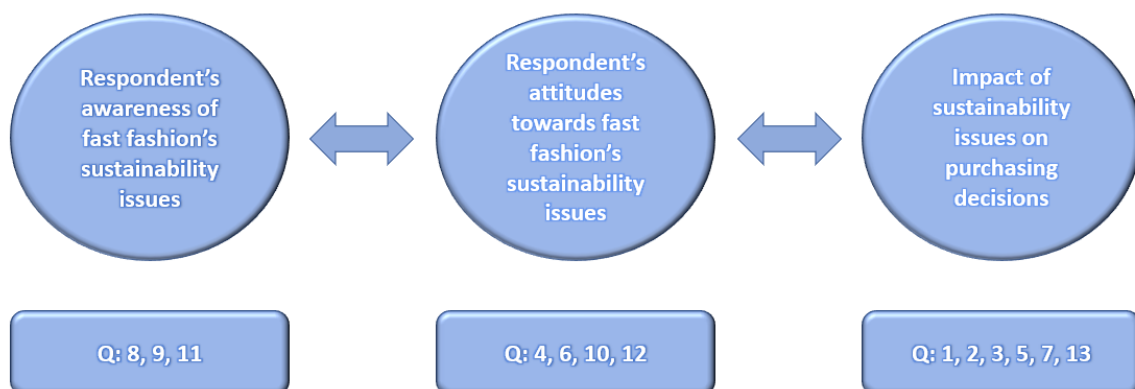 Respondent's
awareness of
fast fashion's
sustainability
issues
Respondent's
attitudes
towards fast
fashion's
sustainability
issues
Impact of
sustainability
issues on
purchasing
decisions
Q: 8, 9, 11
Q: 4, 6, 10, 12
Q: 1, 2, 3, 5, 7, 13